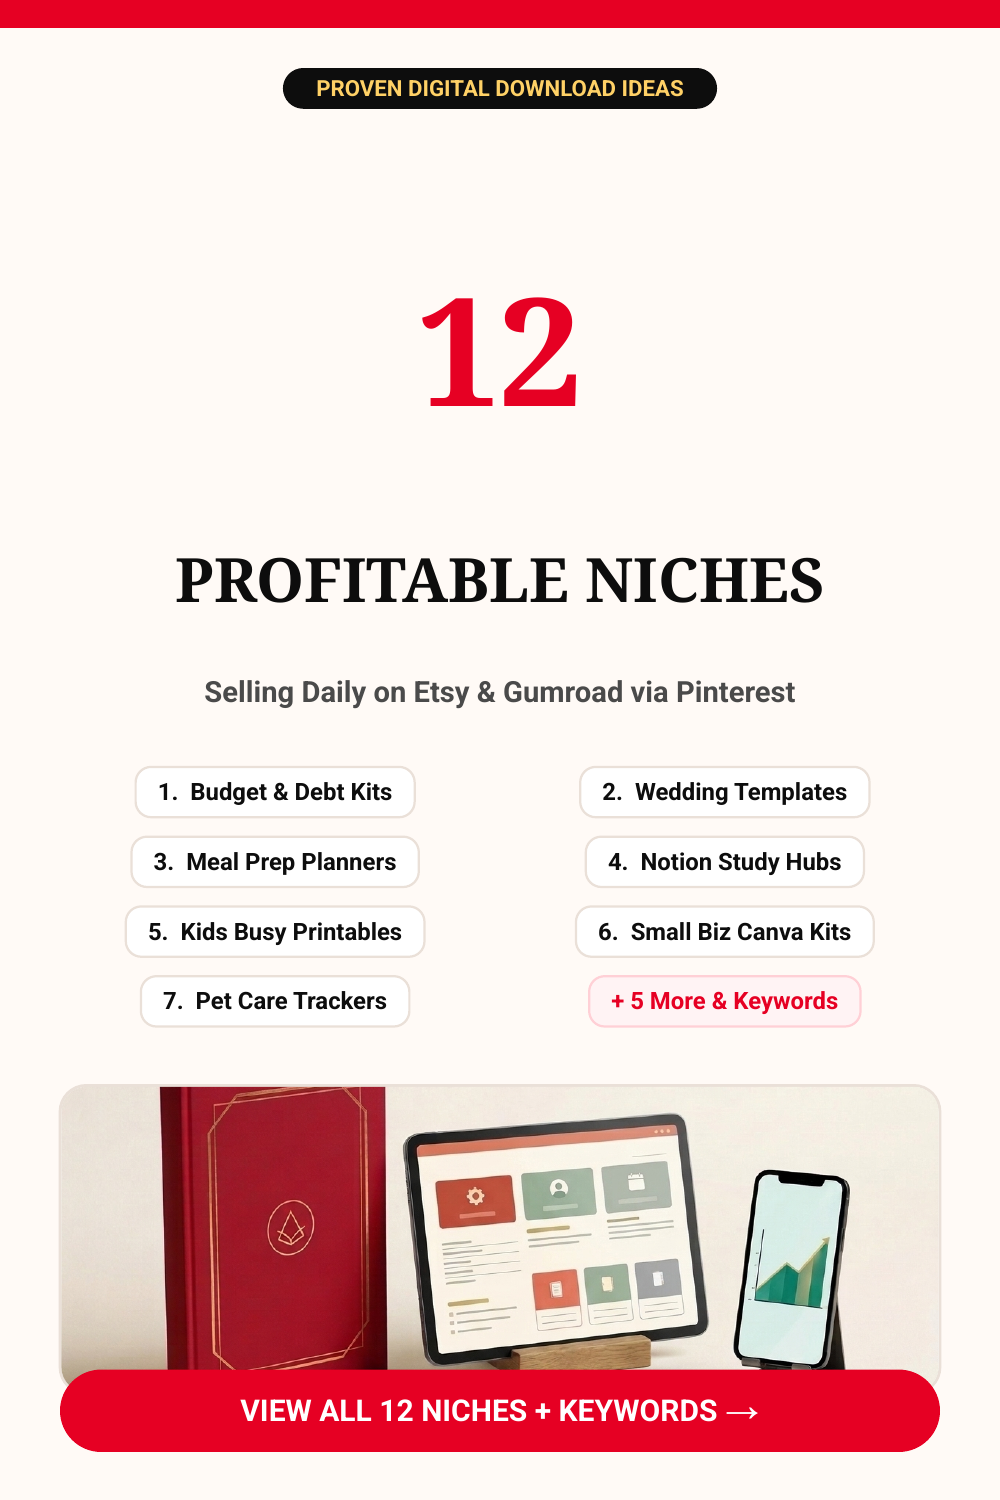 PROVEN DIGITAL DOWNLOAD IDEAS
12
PROFITABLE NICHES
Selling Daily on Etsy & Gumroad via Pinterest
1. Budget & Debt Kits
2. Wedding Templates
3. Meal Prep Planners
4. Notion Study Hubs
5. Kids Busy Printables
6. Small Biz Canva Kits
7. Pet Care Trackers
+ 5 More & Keywords
VIEW ALL 12 NICHES + KEYWORDS →